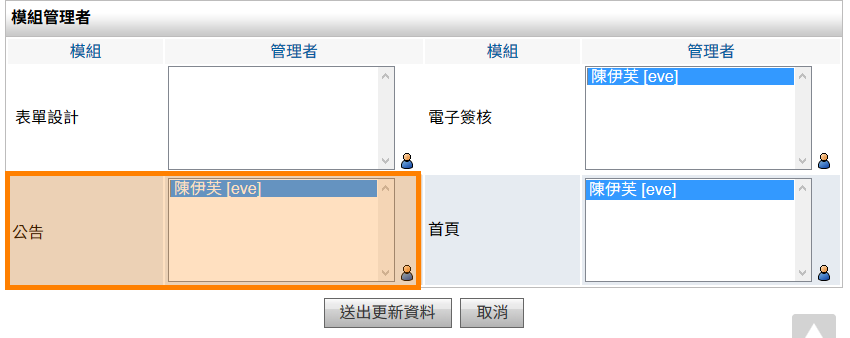 模組管理者
模組 管理者 模組 管理者
表單設計 電子簽核 陳伊芙 [eve]
公告 陳伊芙 [eve] 首頁 陳伊芙 [eve]
送出更新資料 取消